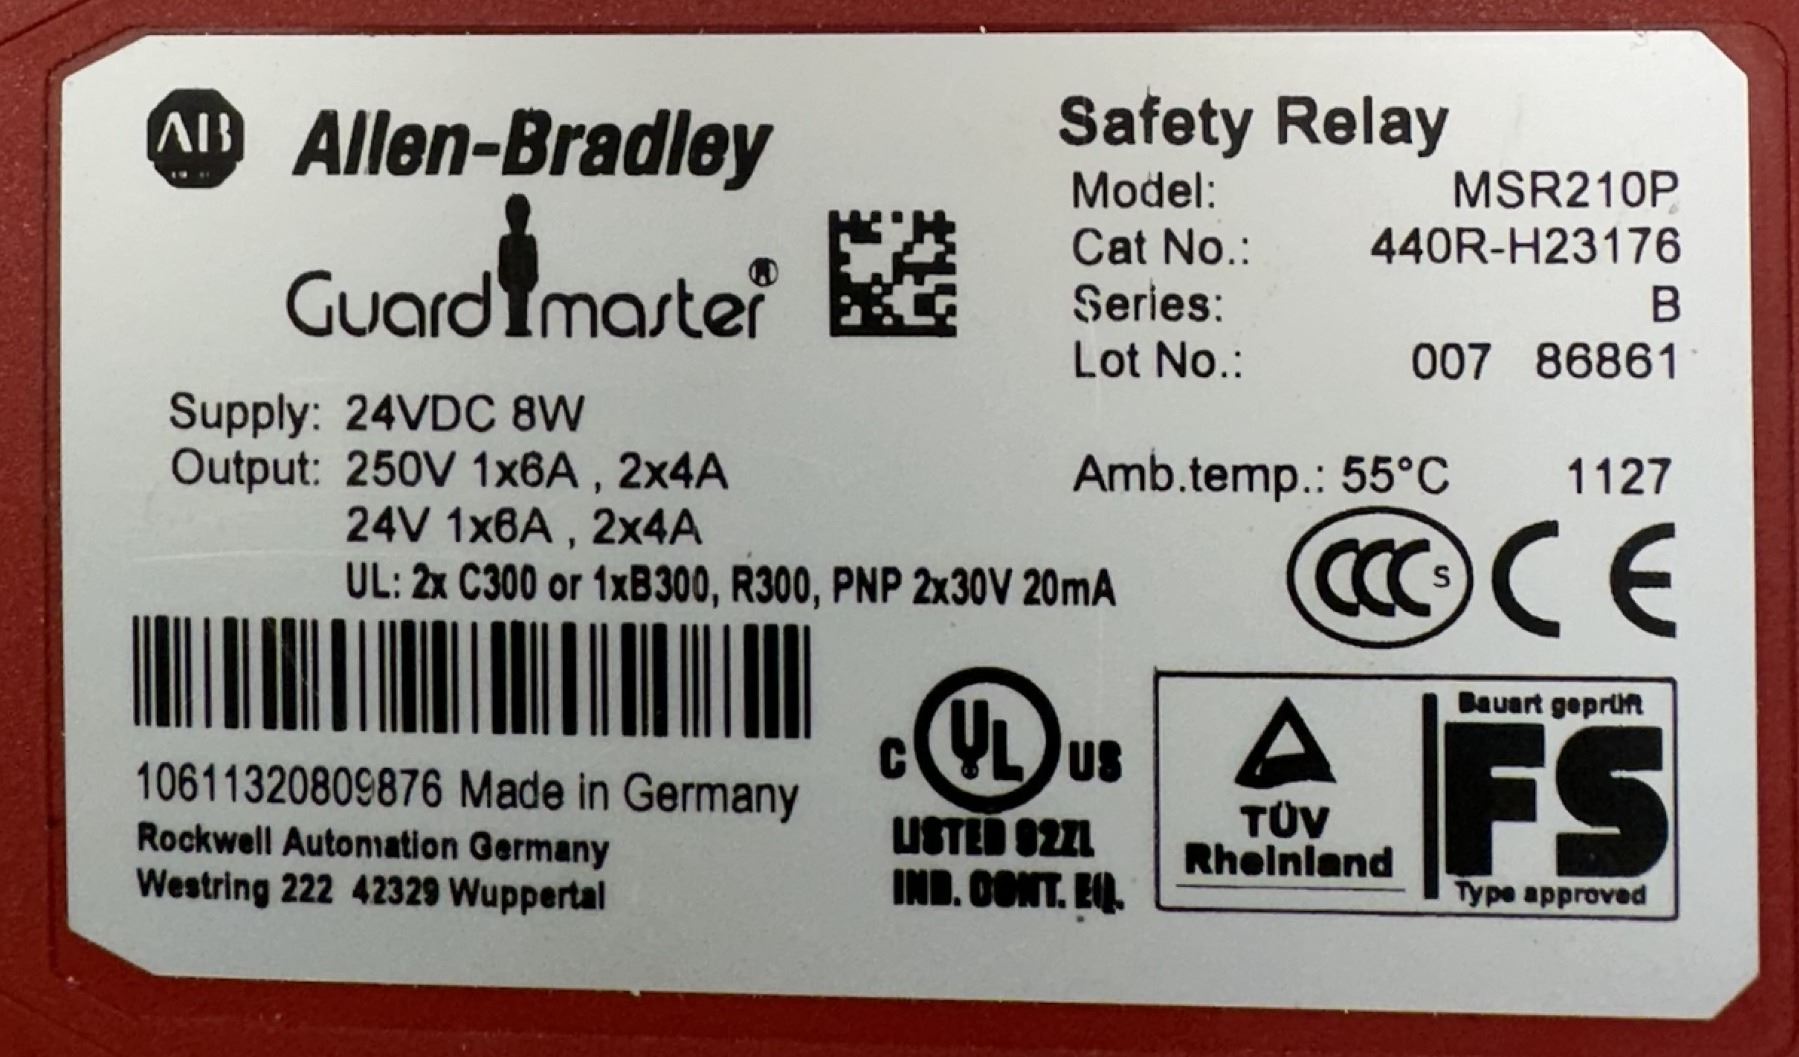 AB Allen-Bradley
Guardmaster®
Safety Relay
Model: MSR210P
Cat No.: 440R-H23176
Series: B
Lot No.: 007 86861
Supply: 24VDC 8W
Output: 250V 1x6A , 2x4A
24V 1x6A , 2x4A
UL: 2x C300 or 1xB300, R300, PNP 2x30V 20mA
Amb.temp.: 55°C 1127
CCC S CE
10611320809876 Made in Germany
Rockwell Automation Germany
Westring 222 42329 Wuppertal
C UL US
LISTED 92ZL
IND. CONT. EQ.
TÜV
Rheinland
Bauart geprüft
FS
Type approved